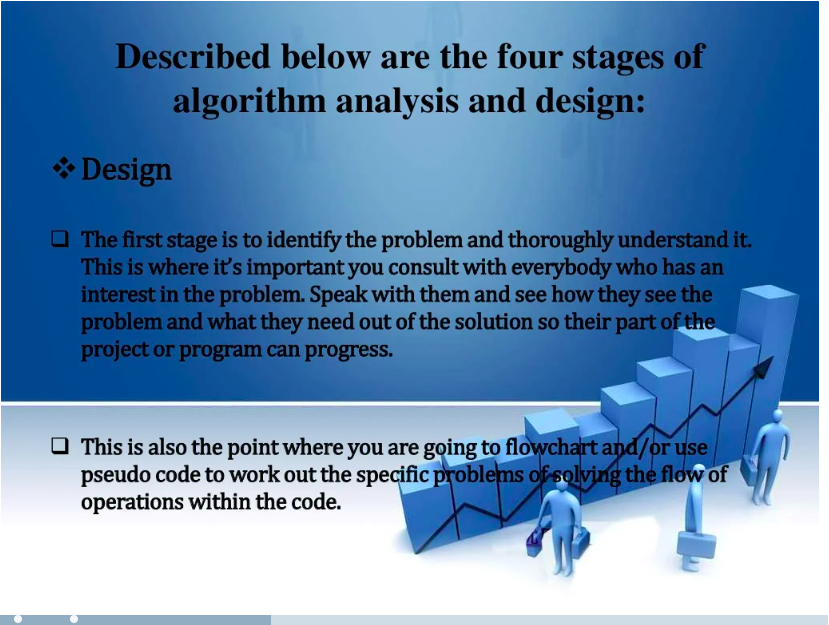 Described below are the four stages of
algorithm analysis and design:
❖ Design
❑ The first stage is to identify the problem and thoroughly understand it.
This is where it’s important you consult with everybody who has an
interest in the problem. Speak with them and see how they see the
problem and what they need out of the solution so their part of the
project or program can progress.
❑ This is also the point where you are going to flowchart and/or use
pseudo code to work out the specific problems of solving the flow of
operations within the code.